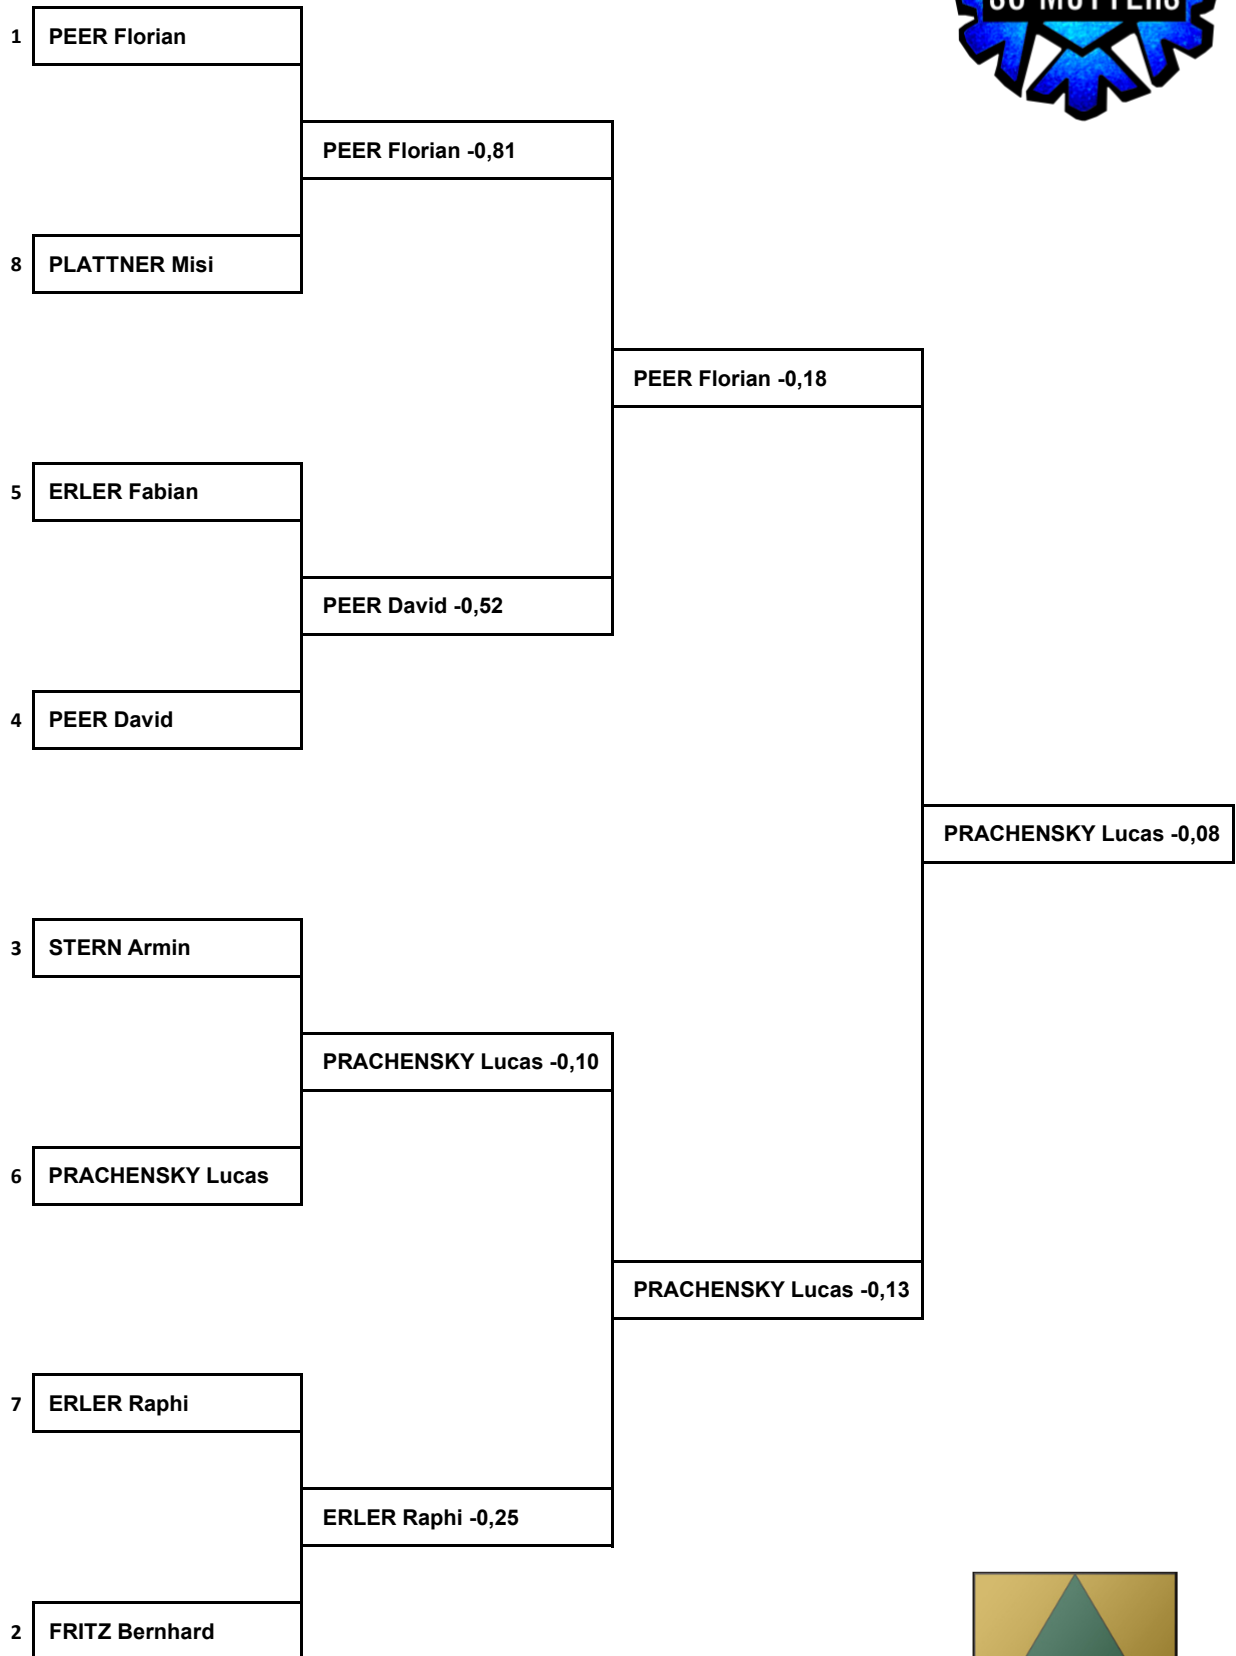 SC MUTTERS
1 PEER Florian
PEER Florian -0,81
8 PLATTNER Misi
PEER Florian -0,18
5 ERLER Fabian
PEER David -0,52
4 PEER David
PRACHENSKY Lucas -0,08
3 STERN Armin
PRACHENSKY Lucas -0,10
6 PRACHENSKY Lucas
PRACHENSKY Lucas -0,13
7 ERLER Raphi
ERLER Raphi -0,25
2 FRITZ Bernhard